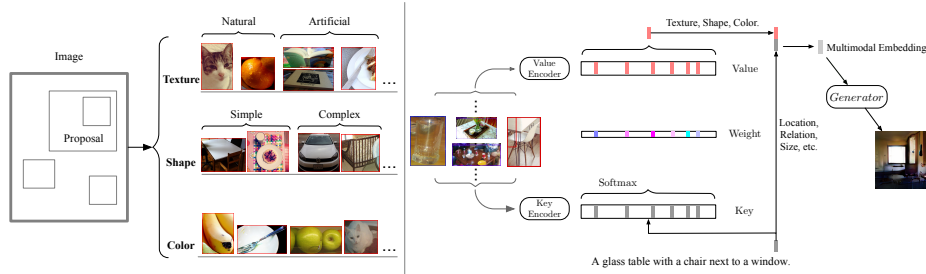 Image
Proposal
Natural
Artificial
Texture
...
Simple
Complex
Shape
...
Color
...
Texture, Shape, Color.
Value
Encoder
Value
Multimodal Embedding
Generator
Weight
Location,
Relation,
Size, etc.
Softmax
Key
Encoder
Key
A glass table with a chair next to a window.